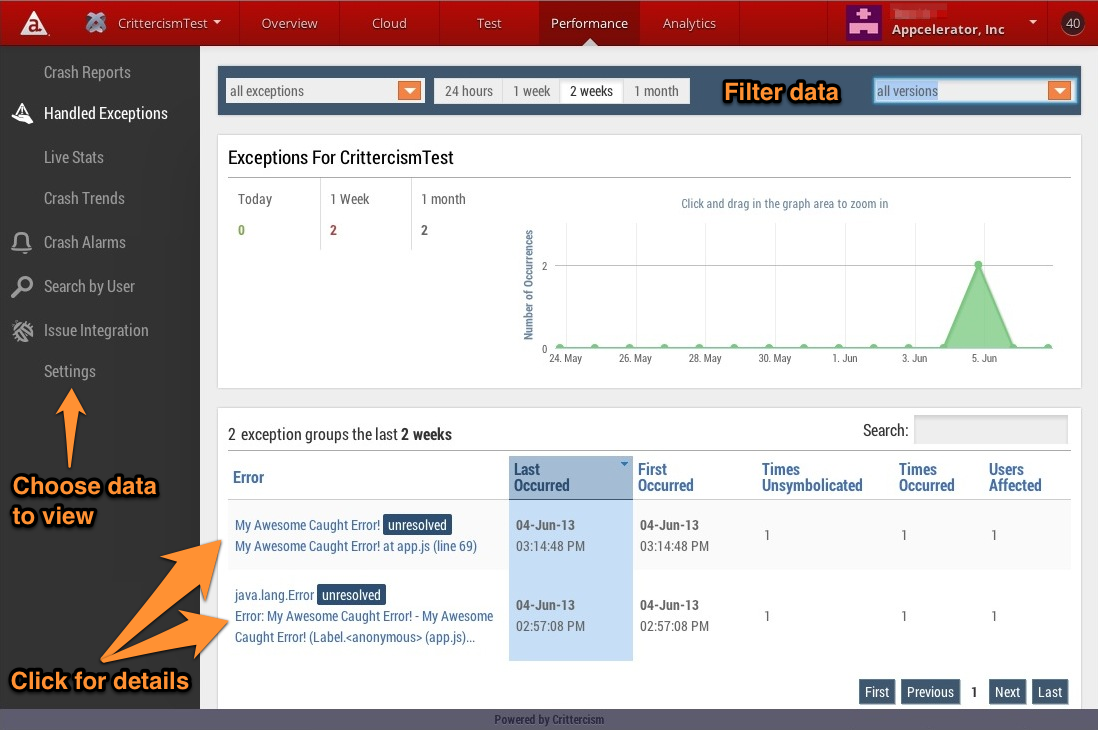 a CrittercismTest Overview Cloud Test Performance Analytics Appcelerator, Inc 40
Crash Reports
Handled Exceptions
Live Stats
Crash Trends
Crash Alarms
Search by User
Issue Integration
Settings
Choose data
to view
Click for details
all exceptions 24 hours 1 week 2 weeks 1 month Filter data all versions
Exceptions For CrittercismTest
Today 1 Week 1 month
0 2 2
Click and drag in the graph area to zoom in
Number of Occurrences
2
0
24. May 26. May 28. May 30. May 1. Jun 3. Jun 5. Jun
2 exception groups the last 2 weeks Search:
Error Last Occurred First Occurred Times Unsymbolicated Times Occurred Users Affected
My Awesome Caught Error! unresolved 04-Jun-13 04-Jun-13
My Awesome Caught Error! at app.js (line 69) 03:14:48 PM 03:14:48 PM 1 1 1
java.lang.Error unresolved 04-Jun-13 04-Jun-13
Error: My Awesome Caught Error! - My Awesome 02:57:08 PM 02:57:08 PM 1 1 1
Caught Error! (Label.<anonymous> (app.js)...
First Previous 1 Next Last
Powered by Crittercism